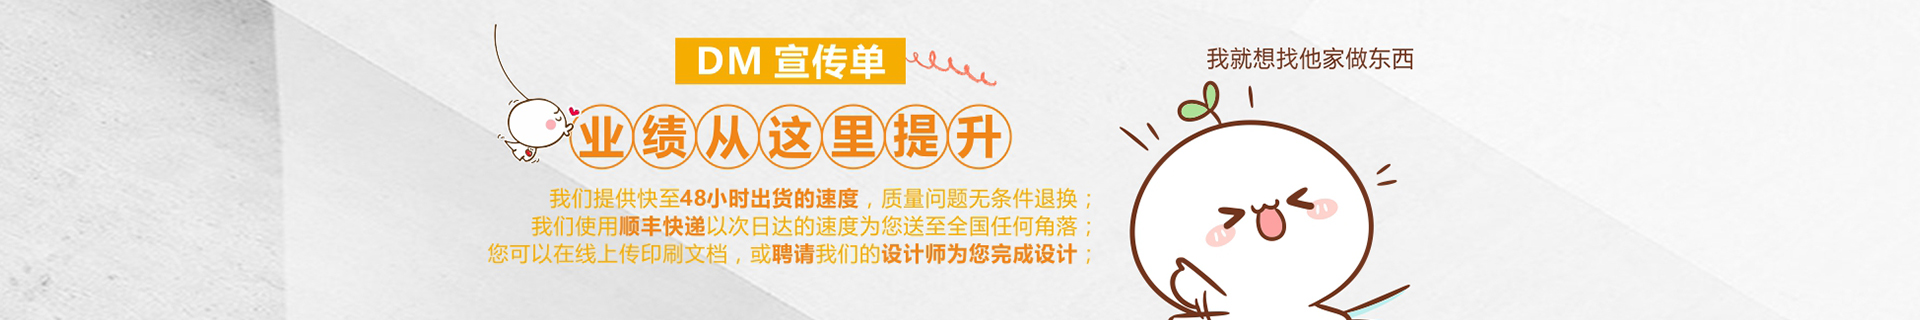 DM 宣传单
我就想找他家做东西
业绩从这里提升
我们提供快至48小时出货的速度，质量问题无条件退换；
我们使用顺丰快递以次日达的速度为您送至全国任何角落；
您可以在线上传印刷文档，或聘请我们的设计师为您完成设计；